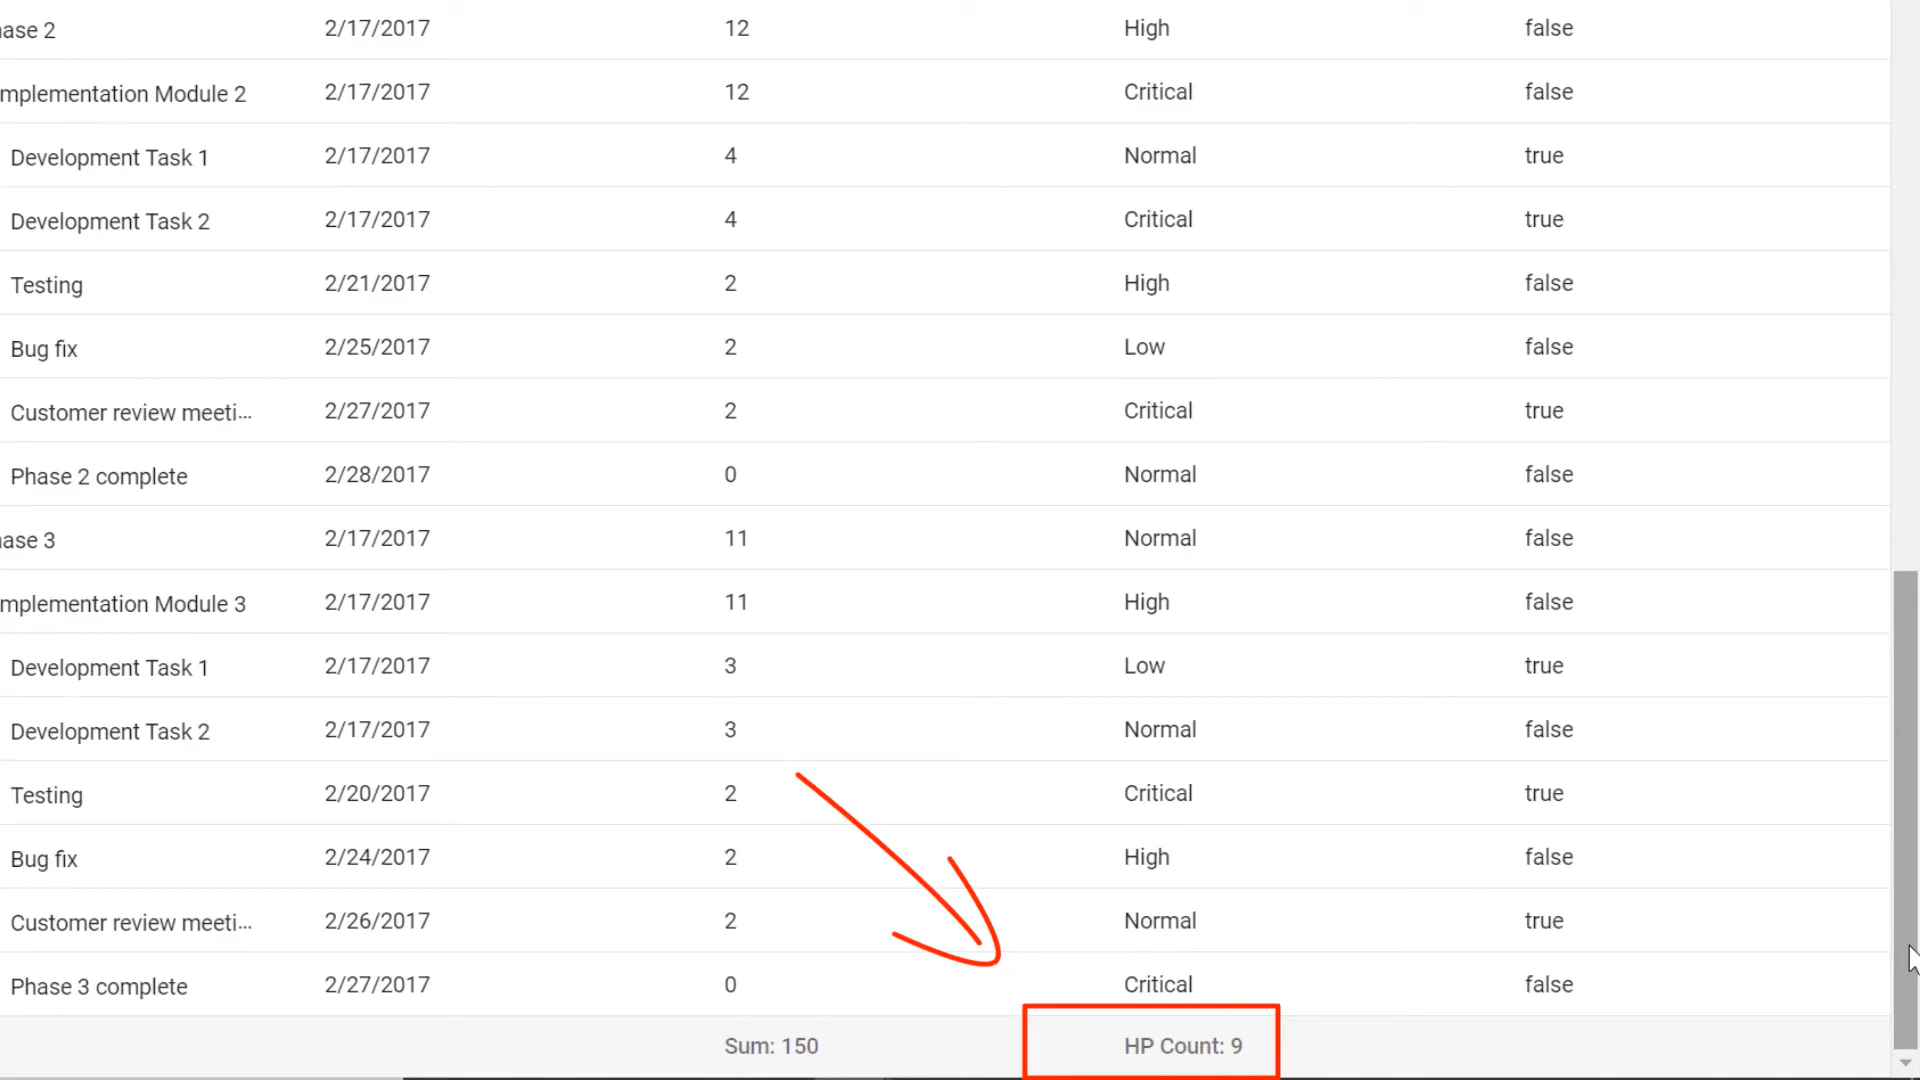 ase 2 2/17/2017 12 High false
mplementation Module 2 2/17/2017 12 Critical false
Development Task 1 2/17/2017 4 Normal true
Development Task 2 2/17/2017 4 Critical true
Testing 2/21/2017 2 High false
Bug fix 2/25/2017 2 Low false
Customer review meeti... 2/27/2017 2 Critical true
Phase 2 complete 2/28/2017 0 Normal false
ase 3 2/17/2017 11 Normal false
mplementation Module 3 2/17/2017 11 High false
Development Task 1 2/17/2017 3 Low true
Development Task 2 2/17/2017 3 Normal false
Testing 2/20/2017 2 Critical true
Bug fix 2/24/2017 2 High false
Customer review meeti... 2/26/2017 2 Normal true
Phase 3 complete 2/27/2017 0 Critical false
Sum: 150 HP Count: 9